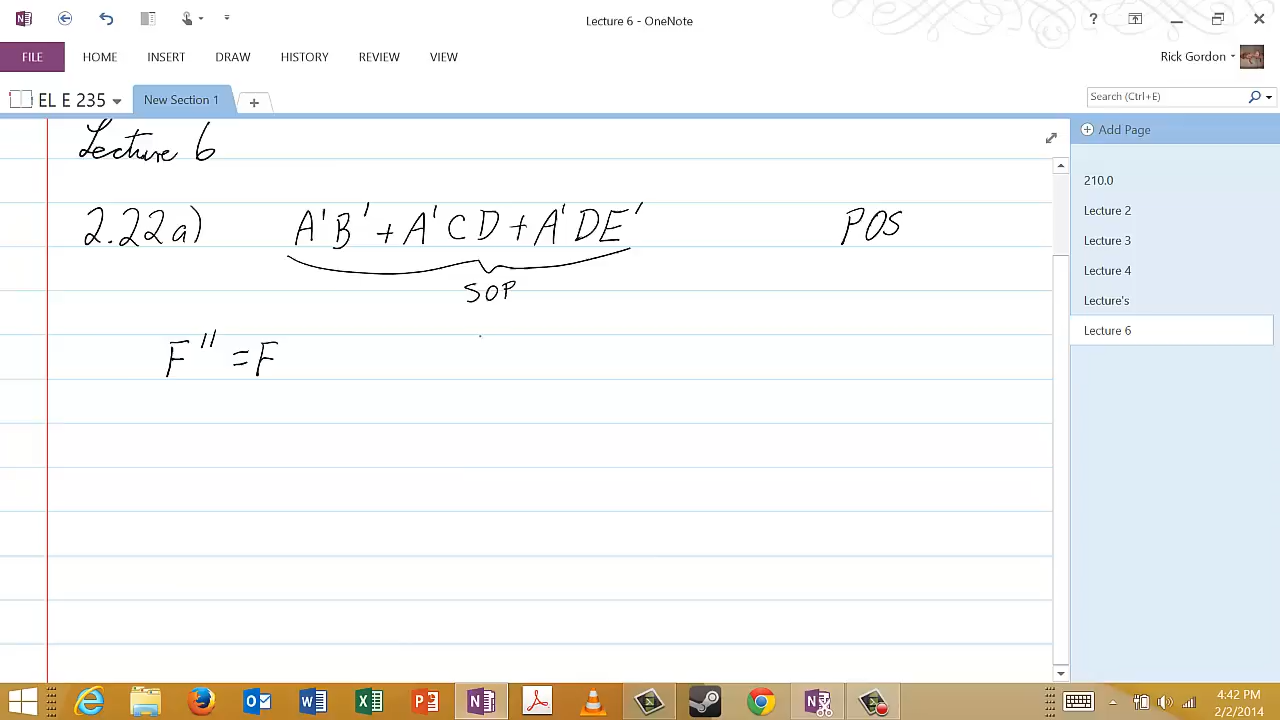 Lecture 6 - OneNote
?
FILE HOME INSERT DRAW HISTORY REVIEW VIEW
Rick Gordon
EL E 235
New Section 1
Search (Ctrl+E)
Add Page
210.0
Lecture 2
Lecture 3
Lecture 4
Lecture's
Lecture 6
Lecture 6
2.22a) A'B' + A'CD + A'DE' POS
SOP
F'' = F
4:42 PM
2/2/2014